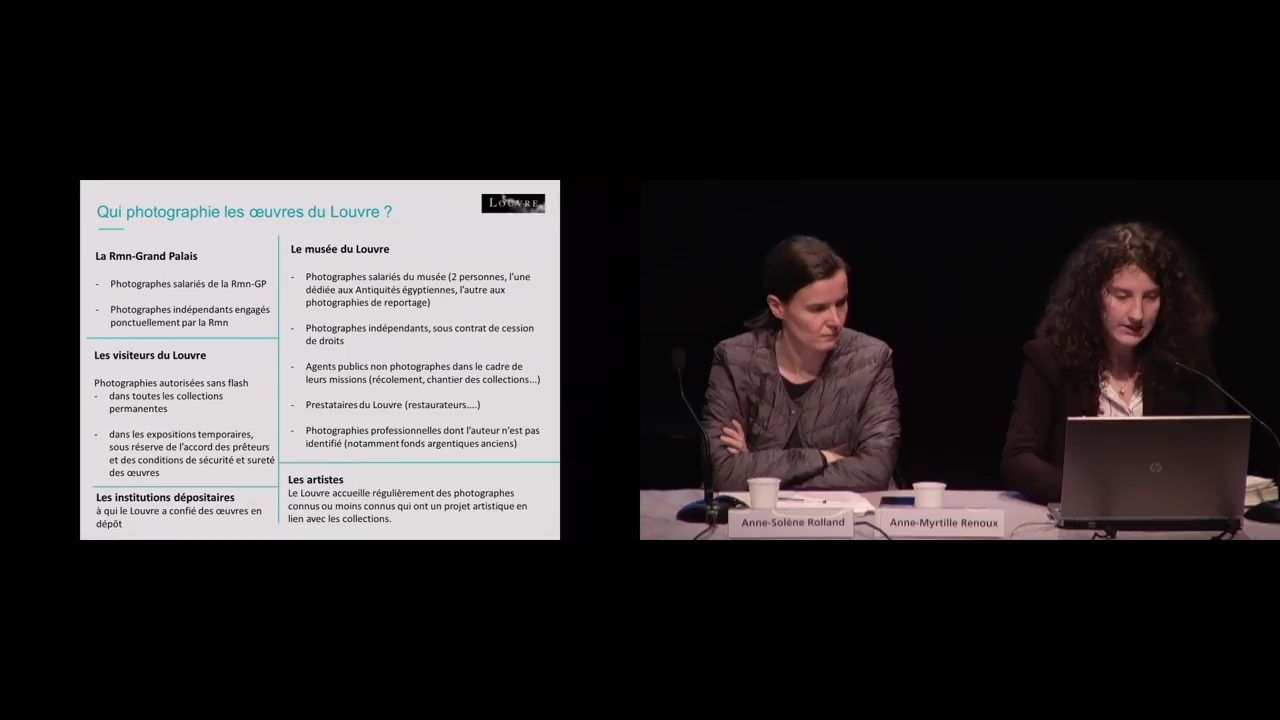 Qui photographie les œuvres du Louvre ?
LOUVRE
La Rmn-Grand Palais
- Photographes salariés de la Rmn-GP
- Photographes indépendants engagés
ponctuellement par la Rmn
Les visiteurs du Louvre
Photographies autorisées sans flash
- dans toutes les collections
permanentes
- dans les expositions temporaires,
sous réserve de l'accord des prêteurs
et des conditions de sécurité et sureté
des œuvres
Les institutions dépositaires
à qui le Louvre a confié des œuvres en
dépôt
Le musée du Louvre
- Photographes salariés du musée (2 personnes, l'une
dédiée aux Antiquités égyptiennes, l'autre aux
photographies de reportage)
- Photographes indépendants, sous contrat de cession
de droits
- Agents publics non photographes dans le cadre de
leurs missions (récolement, chantier des collections...)
- Prestataires du Louvre (restaurateurs....)
- Photographies professionnelles dont l'auteur n'est pas
identifié (notamment fonds argentiques anciens)
Les artistes
Le Louvre accueille régulièrement des photographes
connus ou moins connus qui ont un projet artistique en
lien avec les collections.
Anne-Solène Rolland
Anne-Myrtille Renoux
hp